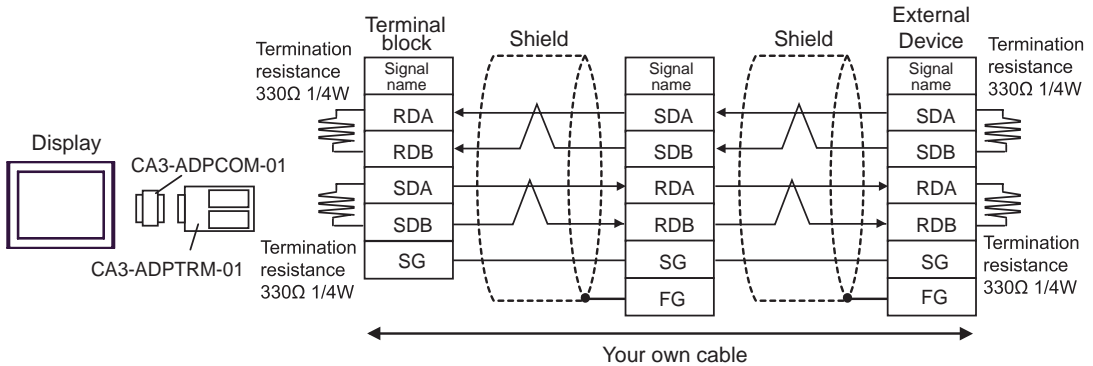 Display
CA3-ADPCOM-01
CA3-ADPTRM-01
Termination
resistance
330Ω 1/4W
Termination
resistance
330Ω 1/4W
Terminal
block
Signal
name
RDA
RDB
SDA
SDB
SG
Shield
Signal
name
SDA
SDB
RDA
RDB
SG
FG
Shield
External
Device
Signal
name
SDA
SDB
RDA
RDB
SG
FG
Termination
resistance
330Ω 1/4W
Termination
resistance
330Ω 1/4W
Your own cable